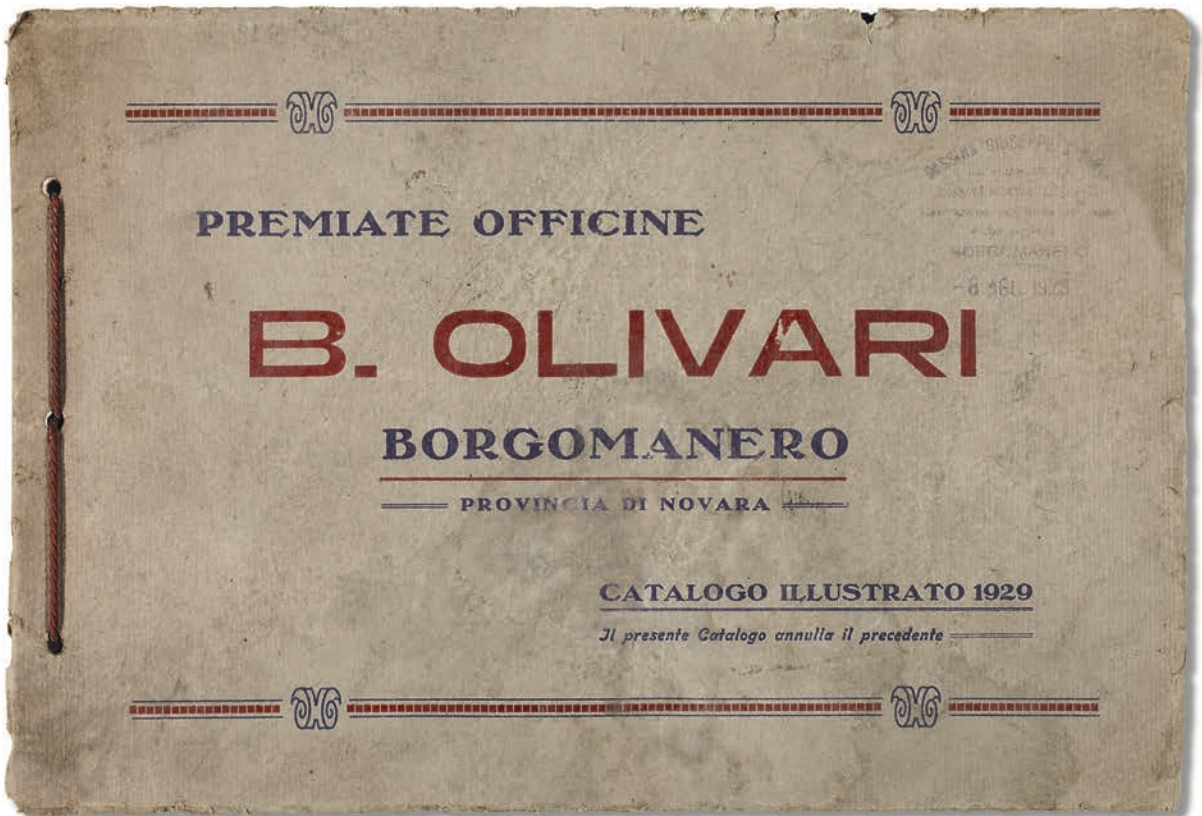 PREMIATE OFFICINE
B. OLIVARI
BORGOMANERO
PROVINCIA DI NOVARA
CATALOGO ILLUSTRATO 1929
Il presente Catalogo annulla il precedente